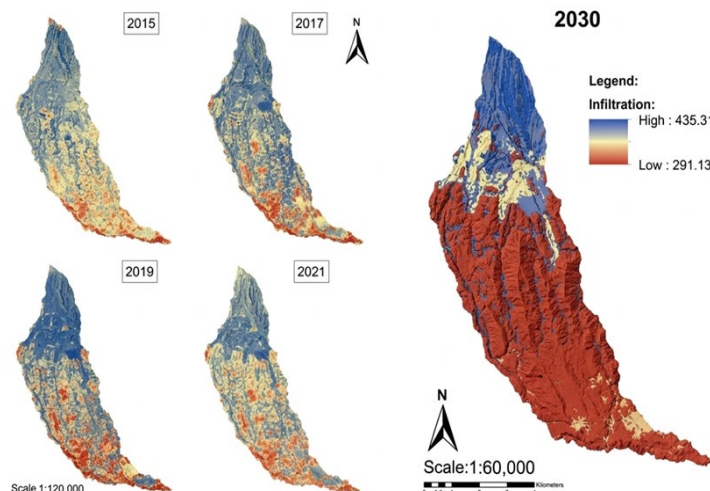 2015
2017
N
2019
2021
Scale 1:120,000
2030
Legend:
Infiltration:
High : 435.31
Low : 291.13
N
Scale:1:60,000
Kilometers